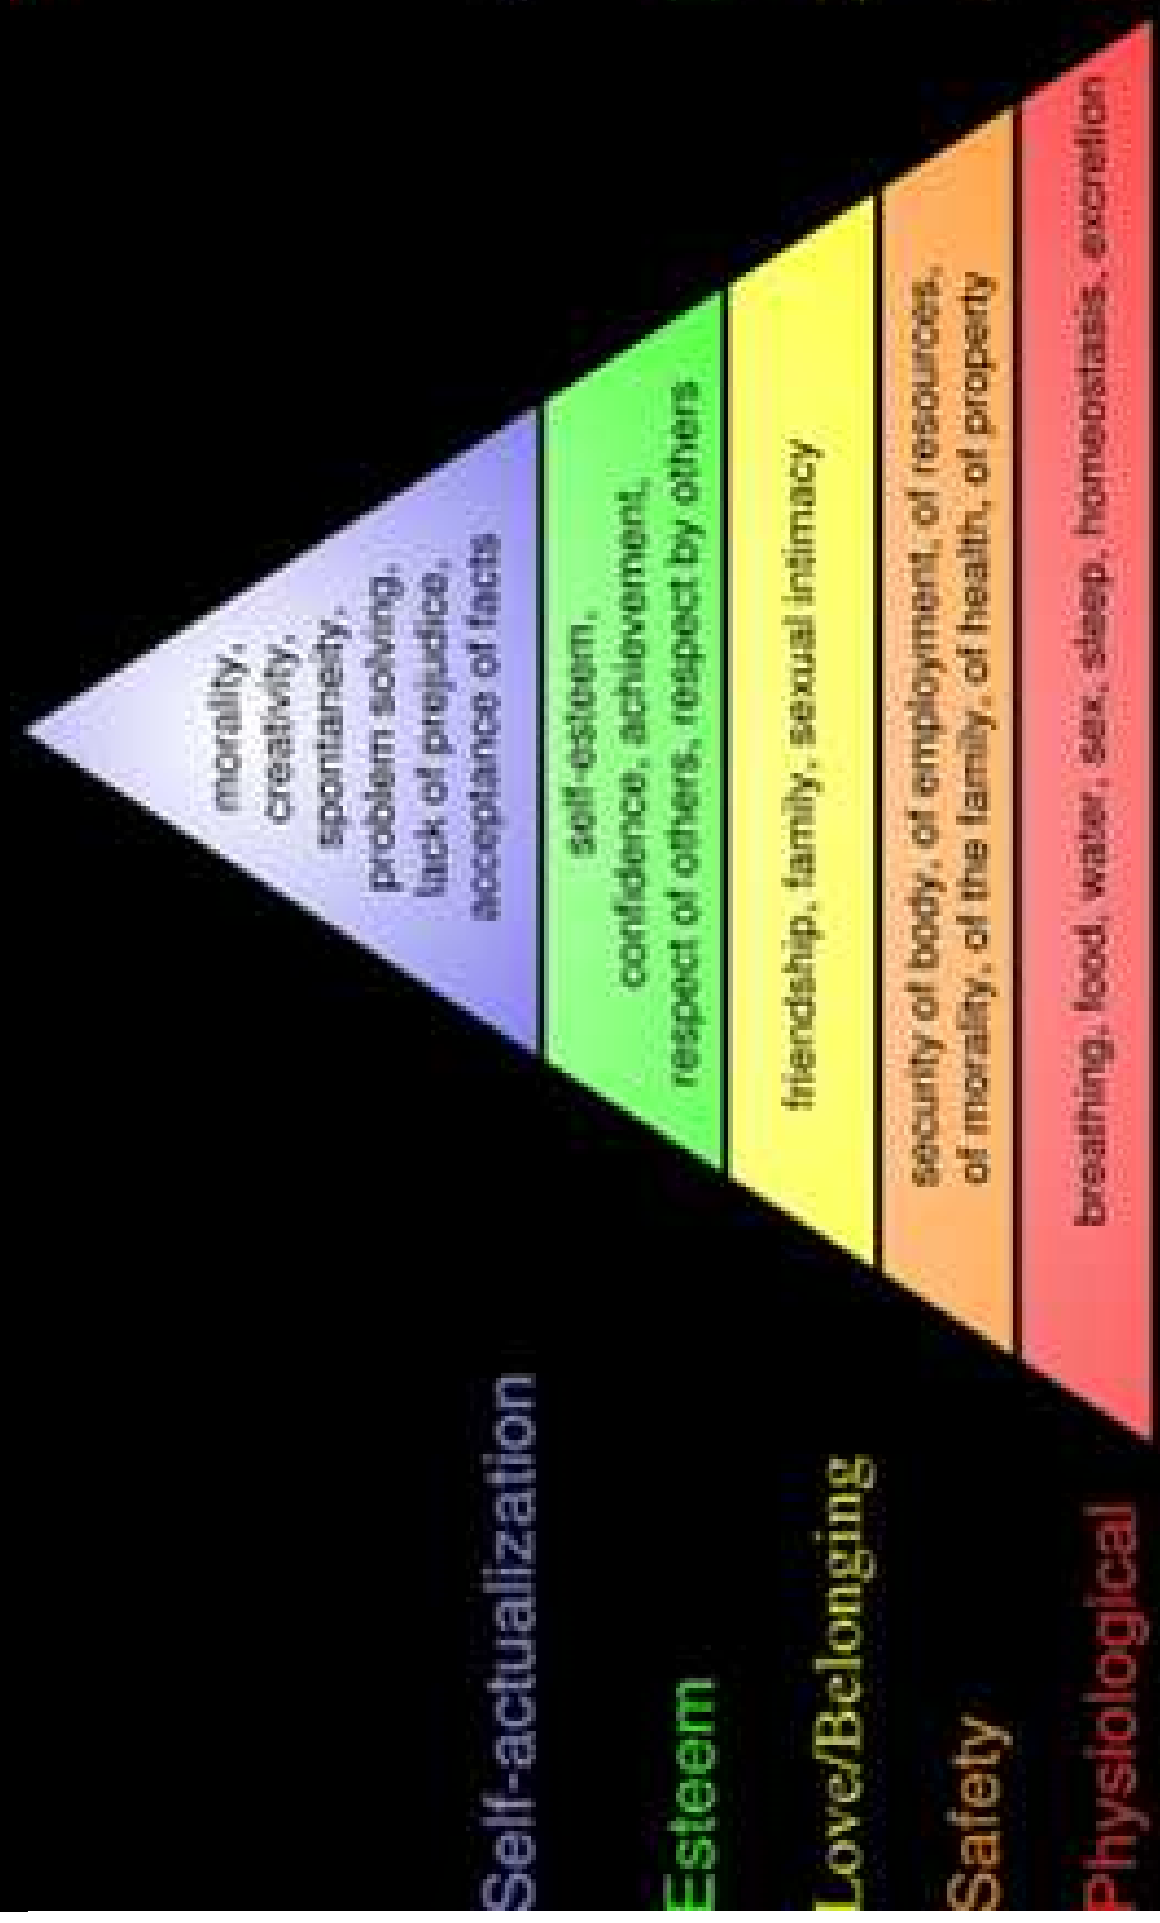 morality,
creativity,
spontaneity,
problem solving,
lack of prejudice,
acceptance of facts
Self-actualization
self-esteem,
confidence, achievement,
respect of others, respect by others
Esteem
friendship, family, sexual intimacy
Love/Belonging
security of body, of employment, of resources,
of morality, of the family, of health, of property
Safety
breathing, food, water, sex, sleep, homeostasis, excretion
Physiological